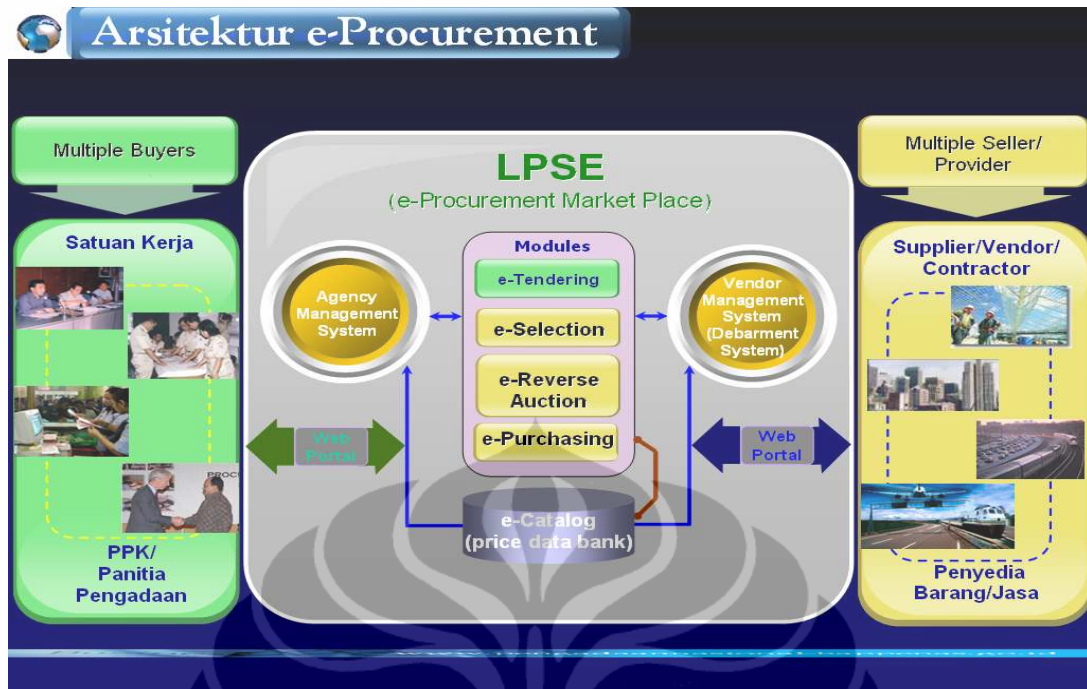 Arsitektur e-Procurement
Multiple Buyers
Satuan Kerja
PPK/
Panitia
Pengadaan
LPSE
(e-Procurement Market Place)
Agency
Management
System
Modules
e-Tendering
e-Selection
e-Reverse
Auction
e-Purchasing
Vendor
Management
System
(Debarment
System)
Web
Portal
Web
Portal
e-Catalog
(price data bank)
Multiple Seller/
Provider
Supplier/Vendor/
Contractor
Penyedia
Barang/Jasa